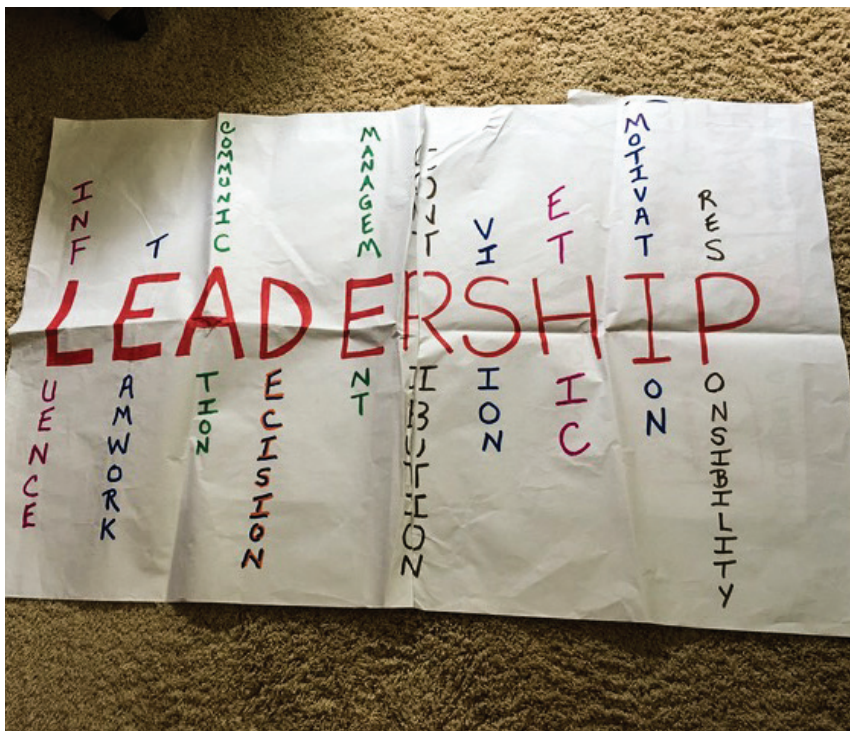 LEADERSHIP
INFLUENCE
TEAMWORK
COMMUNICATION
DECISION
MANAGEMENT
CONTRIBUTION
VISION
ETHIC
MOTIVATION
RESPONSIBILITY